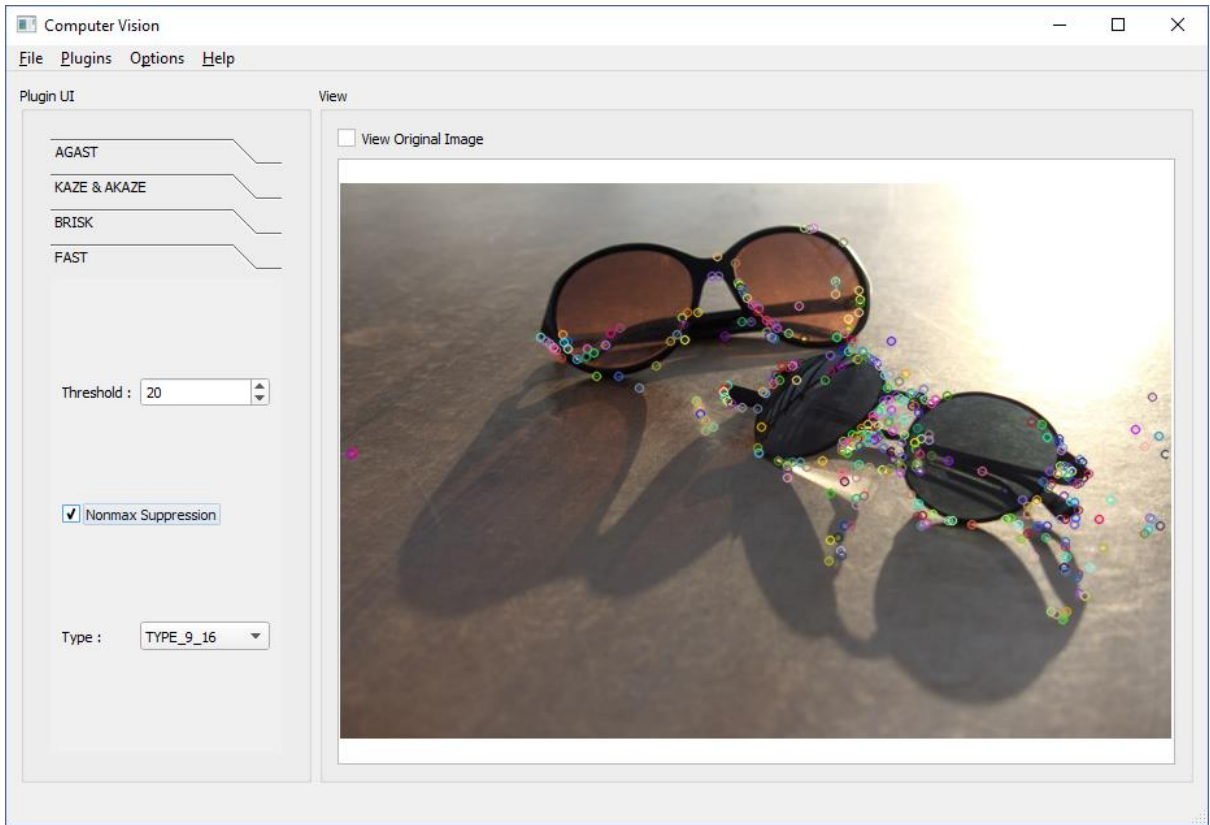 Computer Vision
File Plugins Options Help
Plugin UI
View
View Original Image
AGAST
KAZE & AKAZE
BRISK
FAST
Threshold : 20
Nonmax Suppression
Type : TYPE_9_16